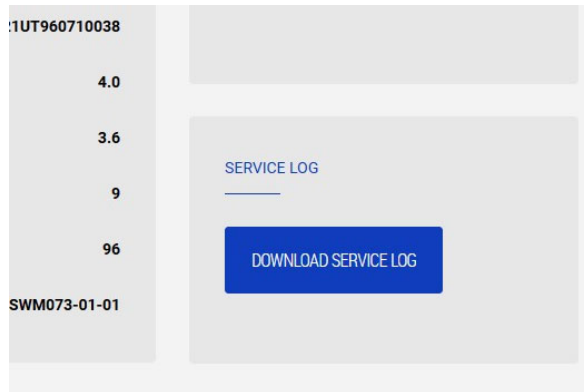 :1UT960710038
4.0
3.6
9
96
SWM073-01-01
SERVICE LOG
DOWNLOAD SERVICE LOG